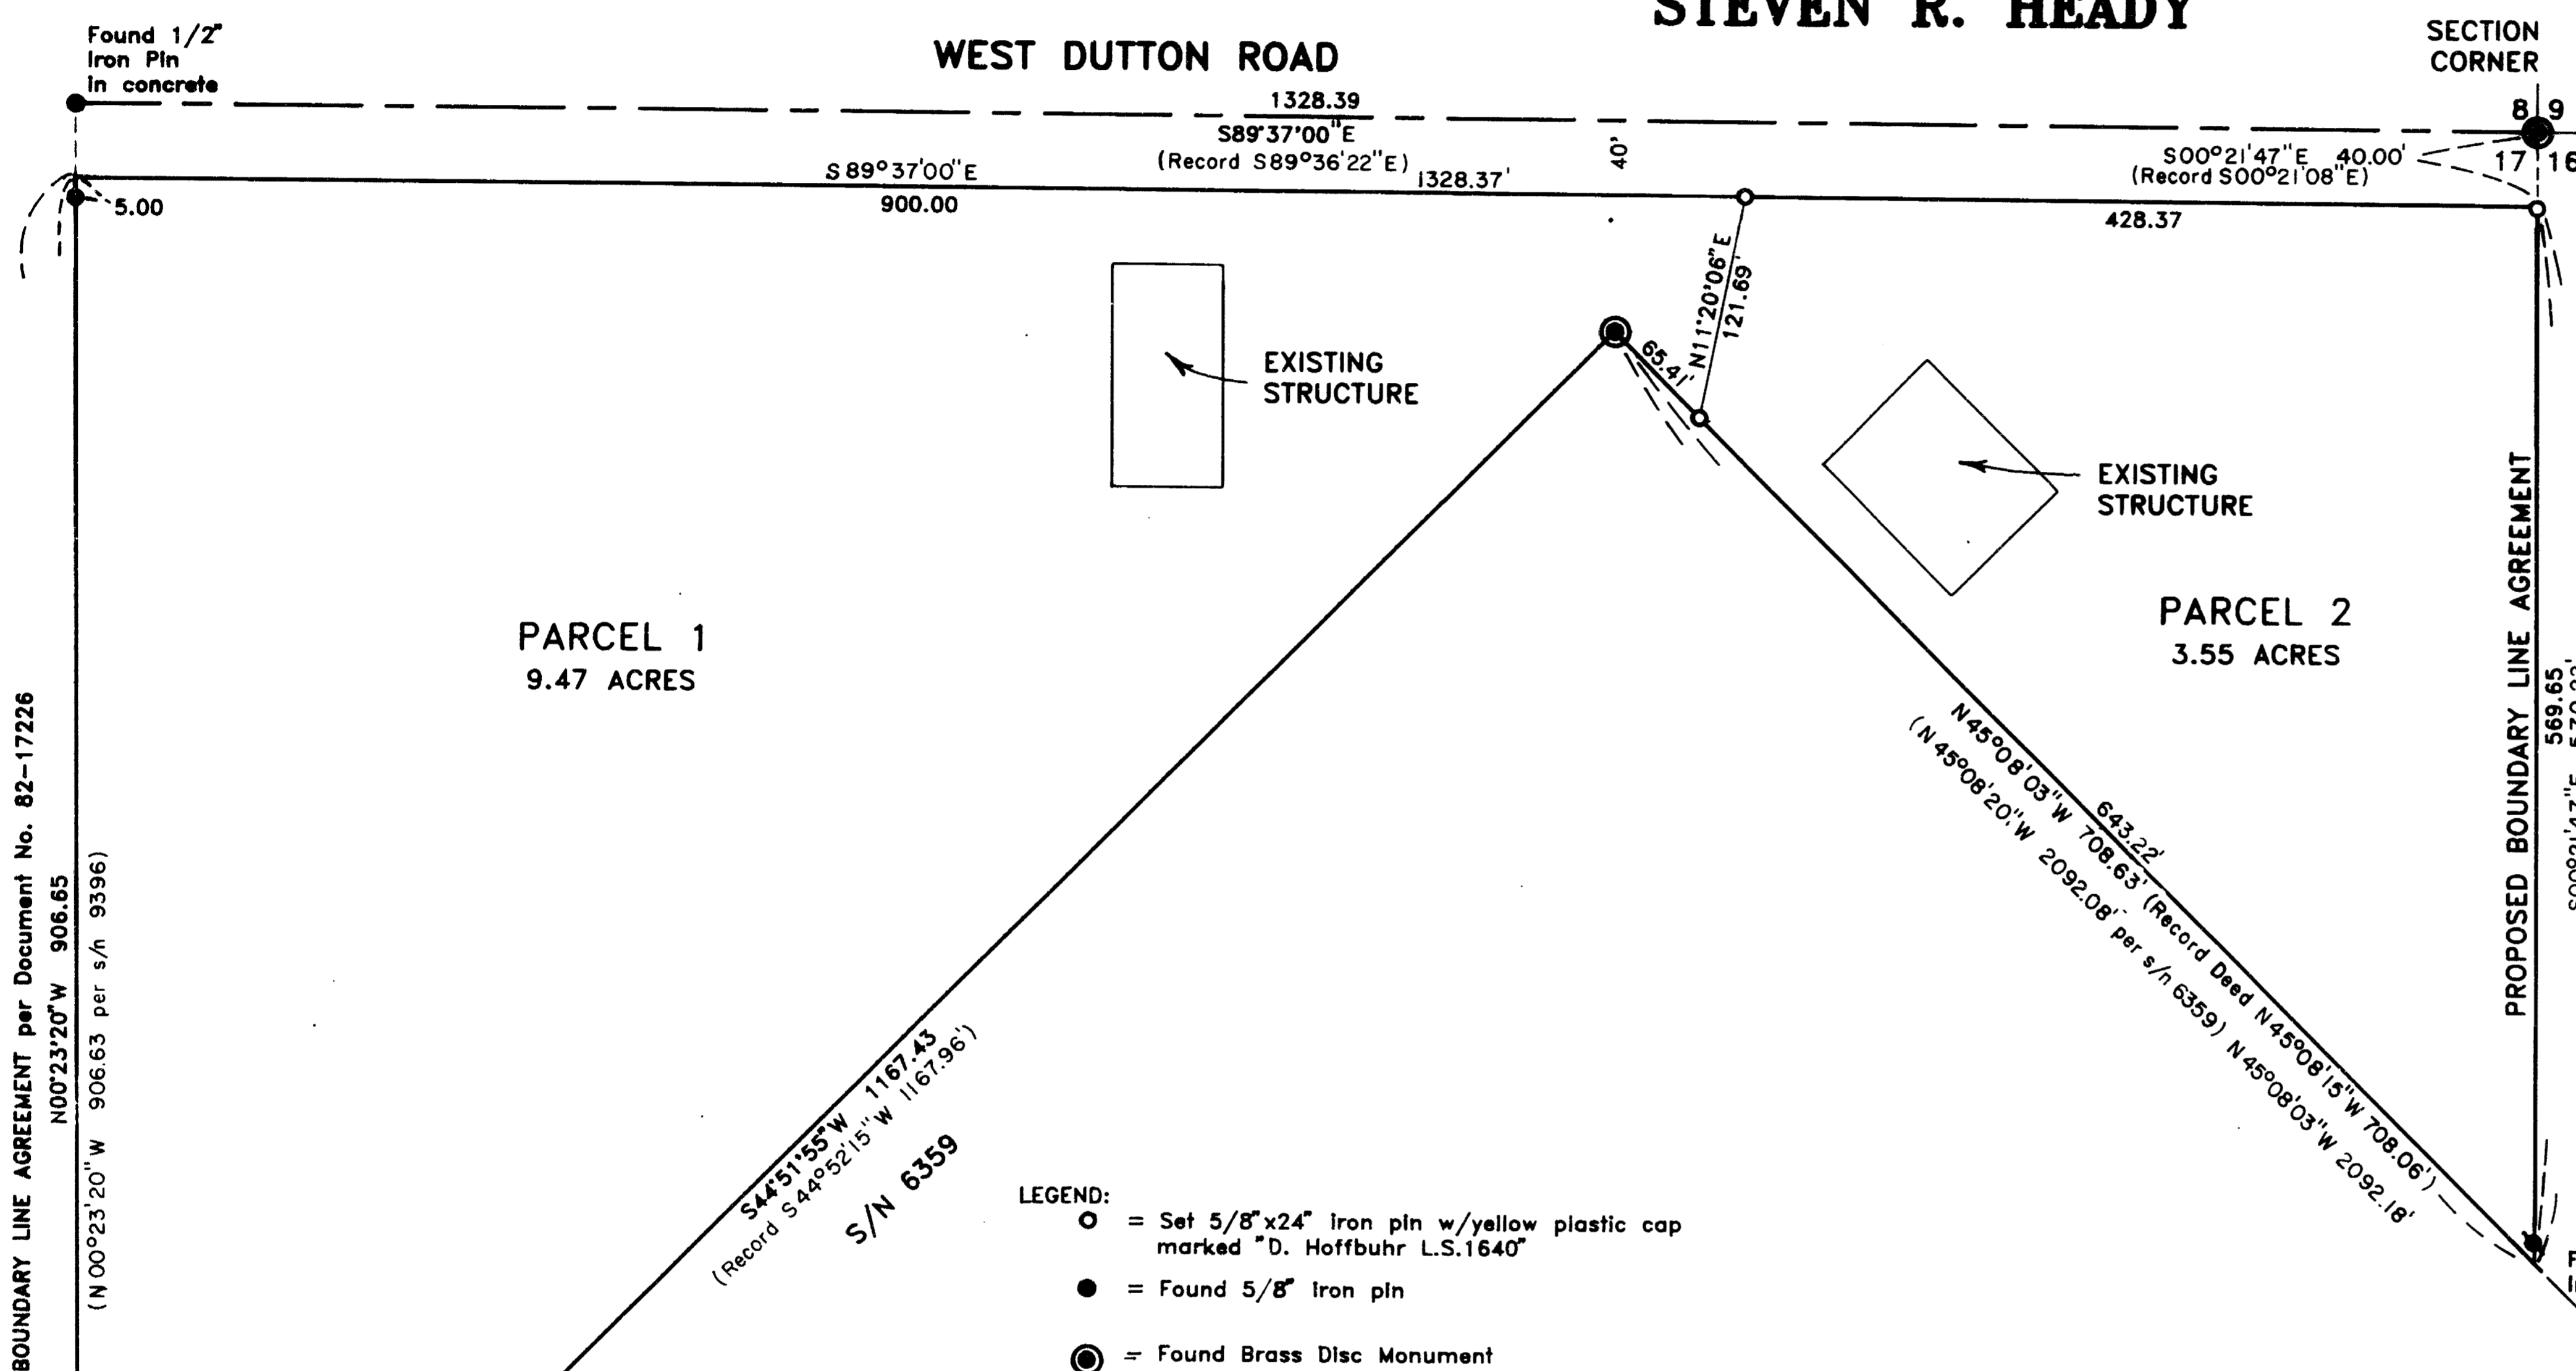 STEVEN R. HEADY
Found 1/2"
Iron Pin
in concrete
WEST DUTTON ROAD
SECTION
CORNER
8 9
17 16
1328.39
S89°37'00"E
(Record S89°36'22"E)
S 89°37'00"E
1328.37'
40'
S00°21'47"E 40.00'
(Record S00°21'08"E)
5.00
900.00
428.37
N11°20'06"E
121.69'
65.41'
EXISTING
STRUCTURE
EXISTING
STRUCTURE
PARCEL 1
9.47 ACRES
PARCEL 2
3.55 ACRES
PROPOSED BOUNDARY LINE AGREEMENT
569.65
BOUNDARY LINE AGREEMENT per Document No. 82-17226
N00°23'20"W 906.65
(N 00°23'20"W 906.63 per s/n 9396)
643.22'
N45°08'03"W 708.63' (Record Deed N45°08'15"W 708.06')
(N 45°08'20"W 2092.08' per s/n 6359) N45°08'03"W 2092.18'
S44°51'55"W 1167.43
(Record S44°52'15"W 1167.96')
S/N 6359
LEGEND:
= Set 5/8"x24" iron pin w/yellow plastic cap
marked "D. Hoffbuhr L.S.1640"
= Found 5/8" iron pin
= Found Brass Disc Monument